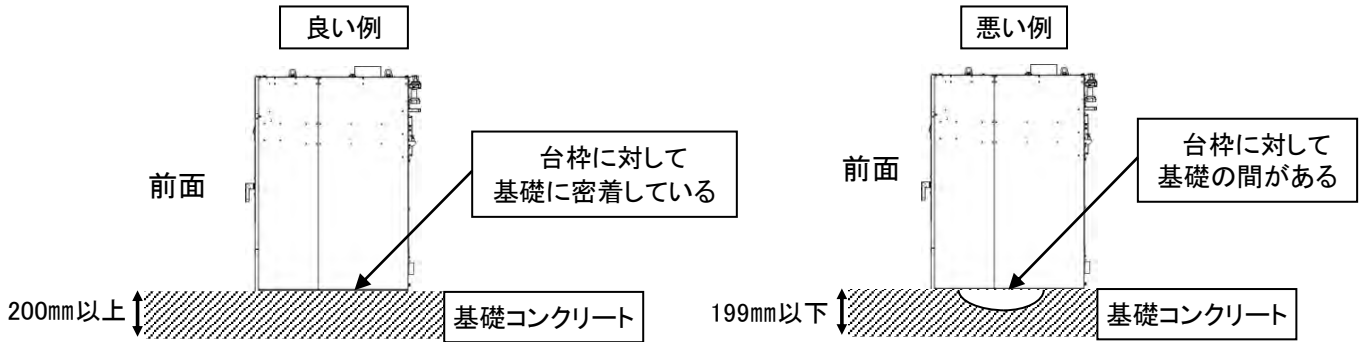 良い例
前面
台枠に対して
基礎に密着している
200㎜以上
基礎コンクリート
悪い例
前面
台枠に対して
基礎の間がある
199㎜以下
基礎コンクリート